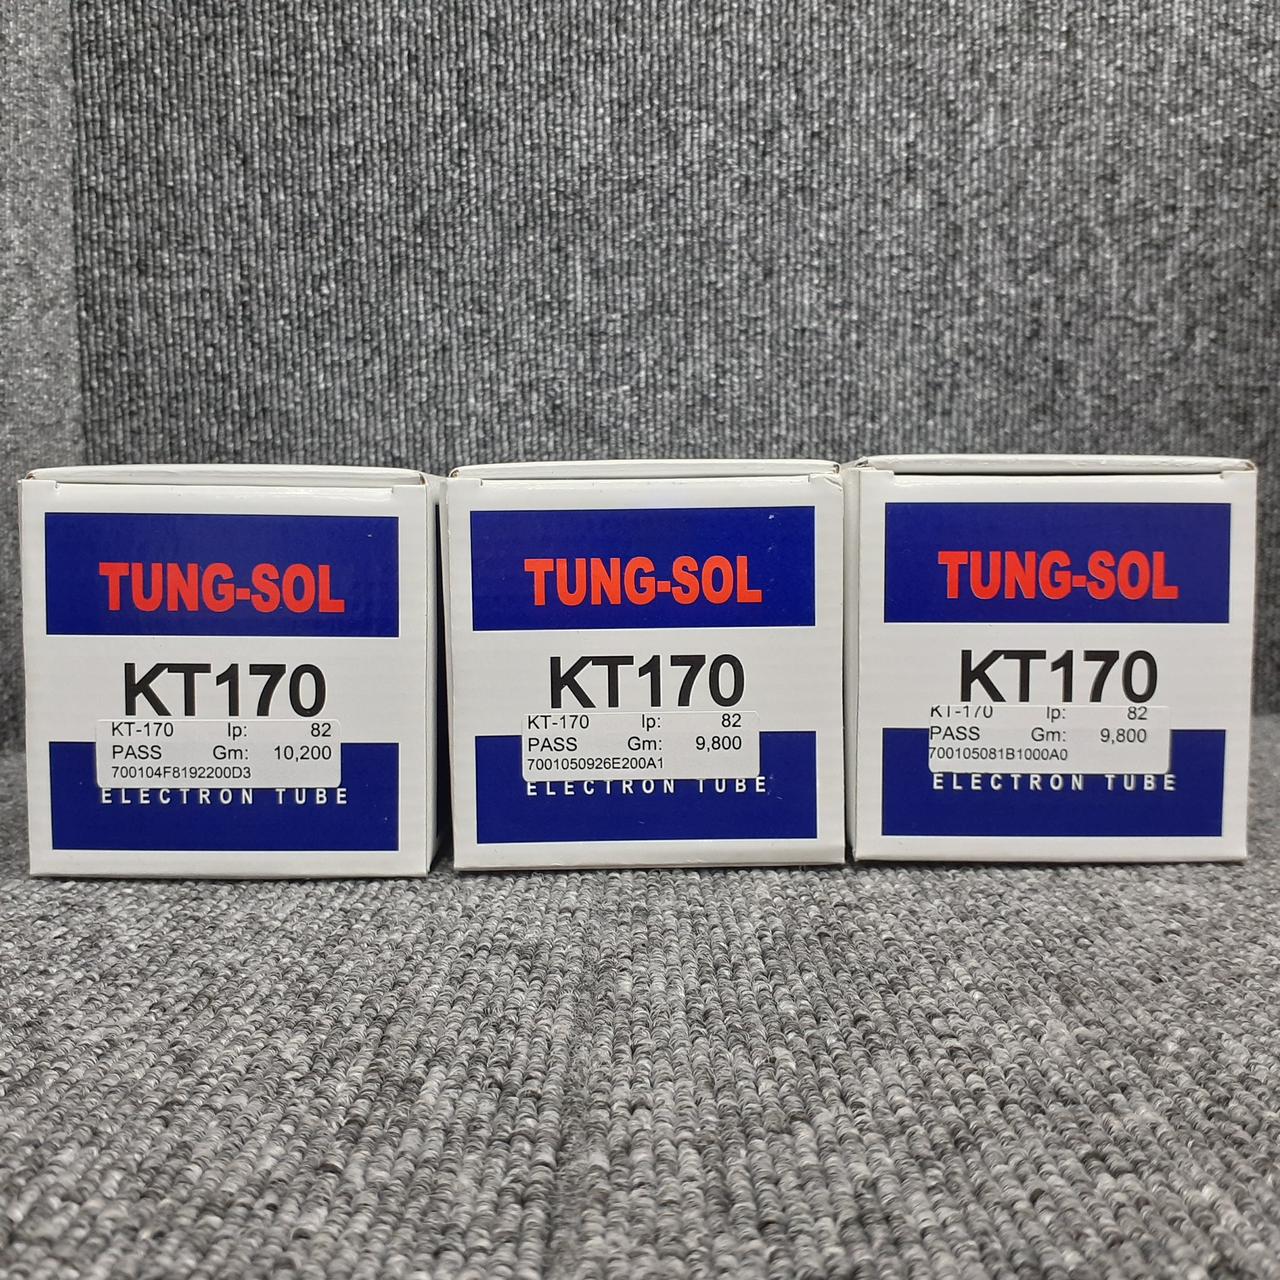 TUNG-SOL
KT170
KT-170 Ip: 82
PASS Gm: 10,200
700104F8192200D3
ELECTRON TUBE
TUNG-SOL
KT170
KT-170 Ip: 82
PASS Gm: 9,800
7001050926E200A1
ELECTRON TUBE
TUNG-SOL
KT170
KT-170 Ip: 82
PASS Gm: 9,800
700105081B1000A0
ELECTRON TUBE